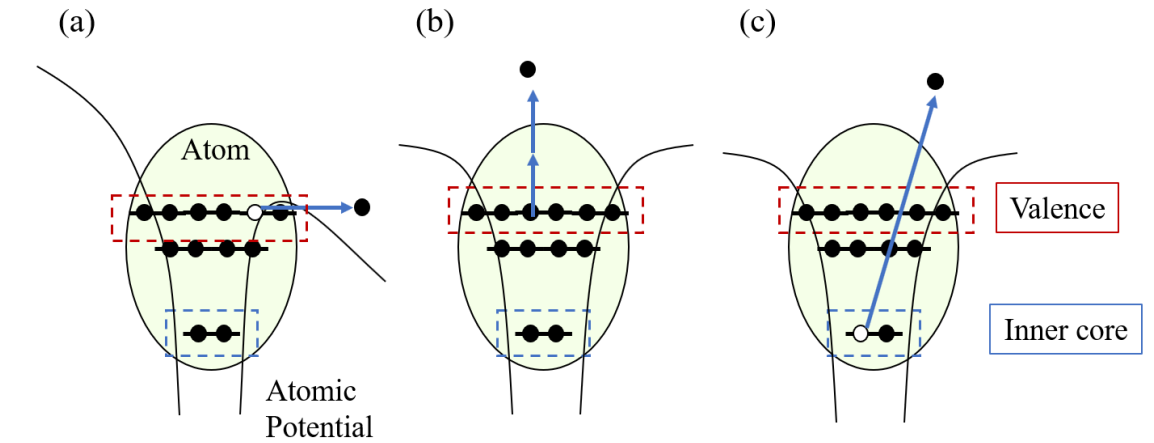 (a)
(b)
(c)
Atom
Valence
Inner core
Atomic
Potential